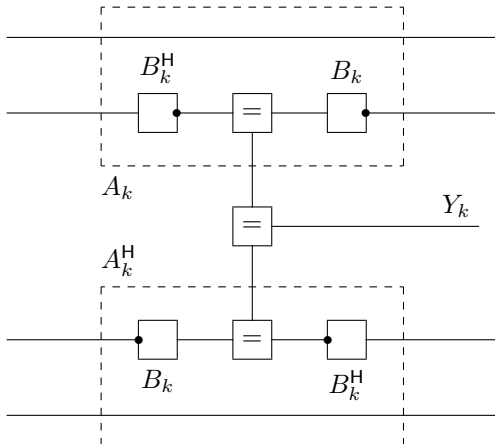 B_k^H B_k
=
A_k
= Y_k
A_k^H
=
B_k B_k^H